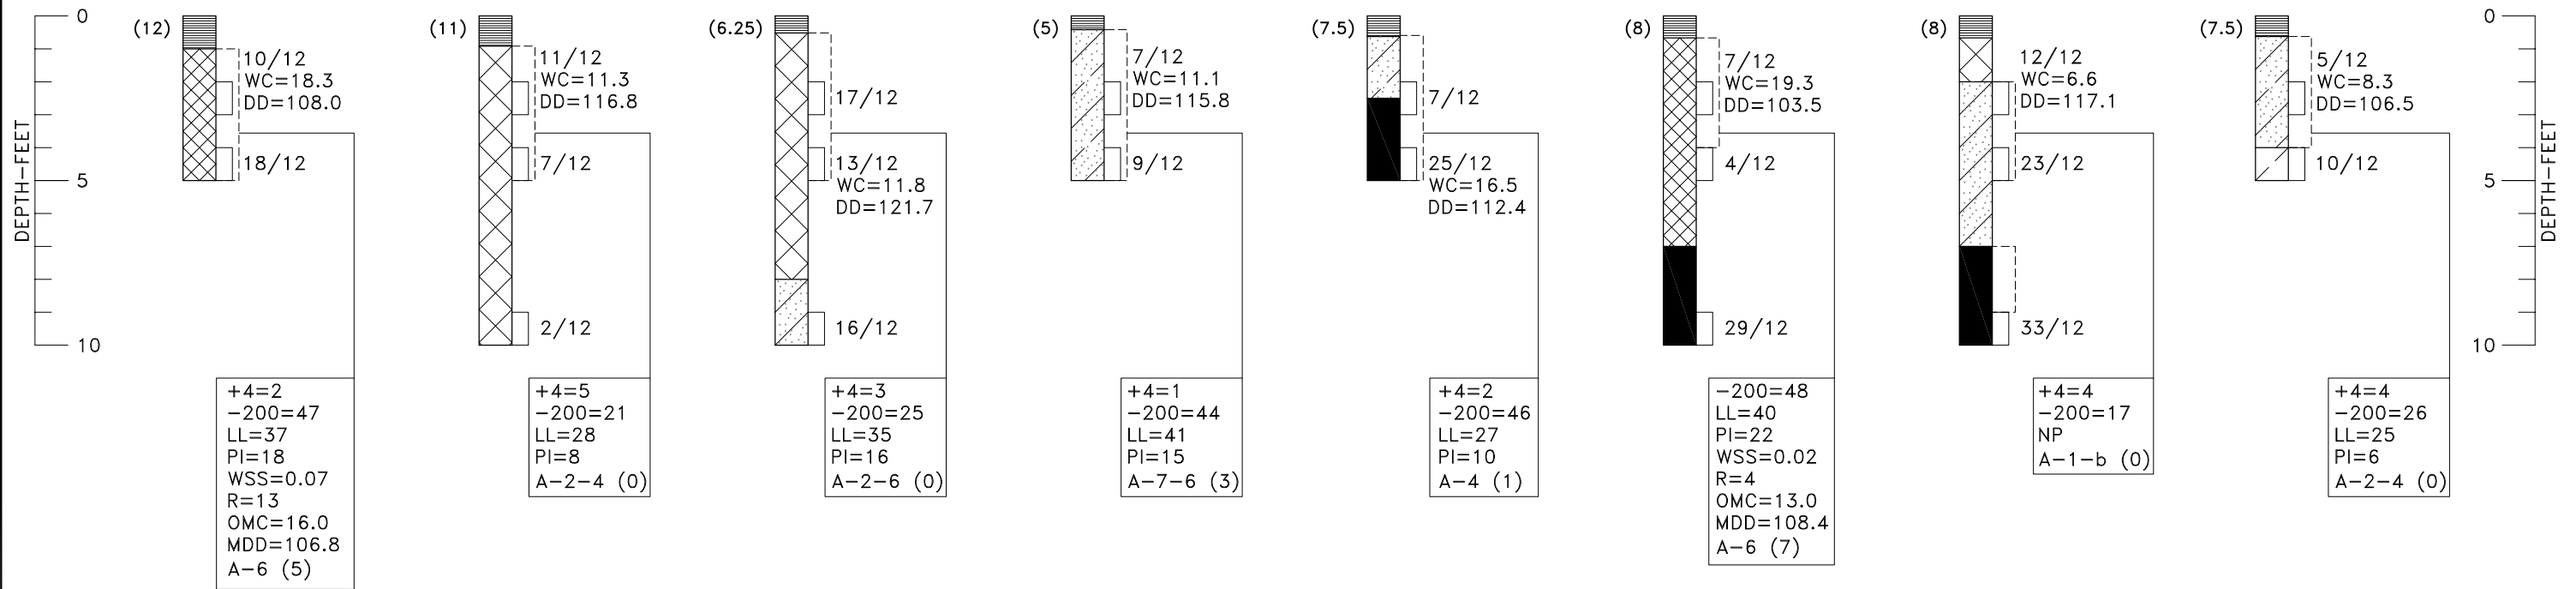 0
5
10
DEPTH-FEET
(12)
10/12
WC=18.3
DD=108.0
18/12
+4=2
-200=47
LL=37
PI=18
WSS=0.07
R=13
OMC=16.0
MDD=106.8
A-6 (5)
(11)
11/12
WC=11.3
DD=116.8
7/12
2/12
+4=5
-200=21
LL=28
PI=8
A-2-4 (0)
(6.25)
17/12
13/12
WC=11.8
DD=121.7
16/12
+4=3
-200=25
LL=35
PI=16
A-2-6 (0)
(5)
7/12
WC=11.1
DD=115.8
9/12
+4=1
-200=44
LL=41
PI=15
A-7-6 (3)
(7.5)
7/12
25/12
WC=16.5
DD=112.4
+4=2
-200=46
LL=27
PI=10
A-4 (1)
(8)
7/12
WC=19.3
DD=103.5
4/12
29/12
-200=48
LL=40
PI=22
WSS=0.02
R=4
OMC=13.0
MDD=108.4
A-6 (7)
(8)
12/12
WC=6.6
DD=117.1
23/12
33/12
+4=4
-200=17
NP
A-1-b (0)
(7.5)
5/12
WC=8.3
DD=106.5
10/12
+4=4
-200=26
LL=25
PI=6
A-2-4 (0)
0
5
10
DEPTH-FEET